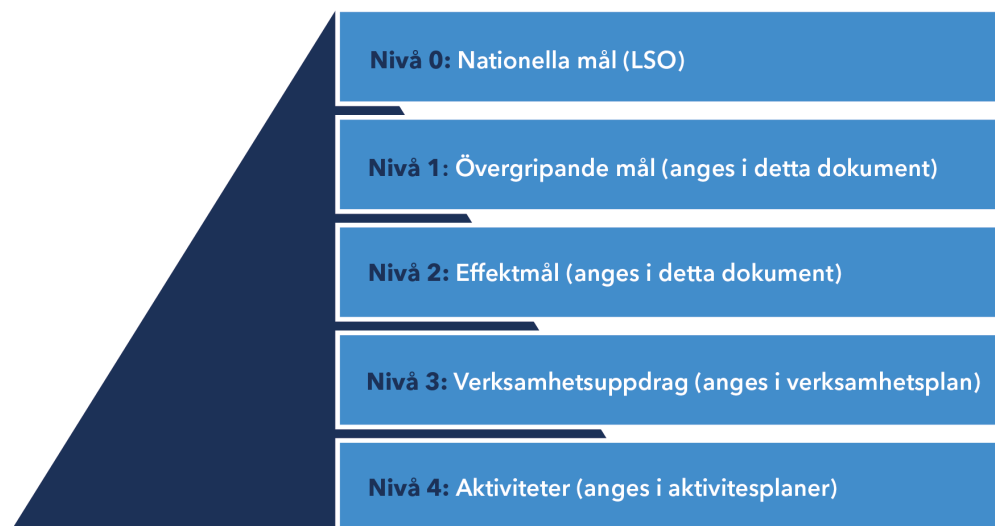 Nivå 0: Nationella mål (LSO)
Nivå 1: Övergripande mål (anges i detta dokument)
Nivå 2: Effektmål (anges i detta dokument)
Nivå 3: Verksamhetsuppdrag (anges i verksamhetsplan)
Nivå 4: Aktiviteter (anges i aktivitesplaner)